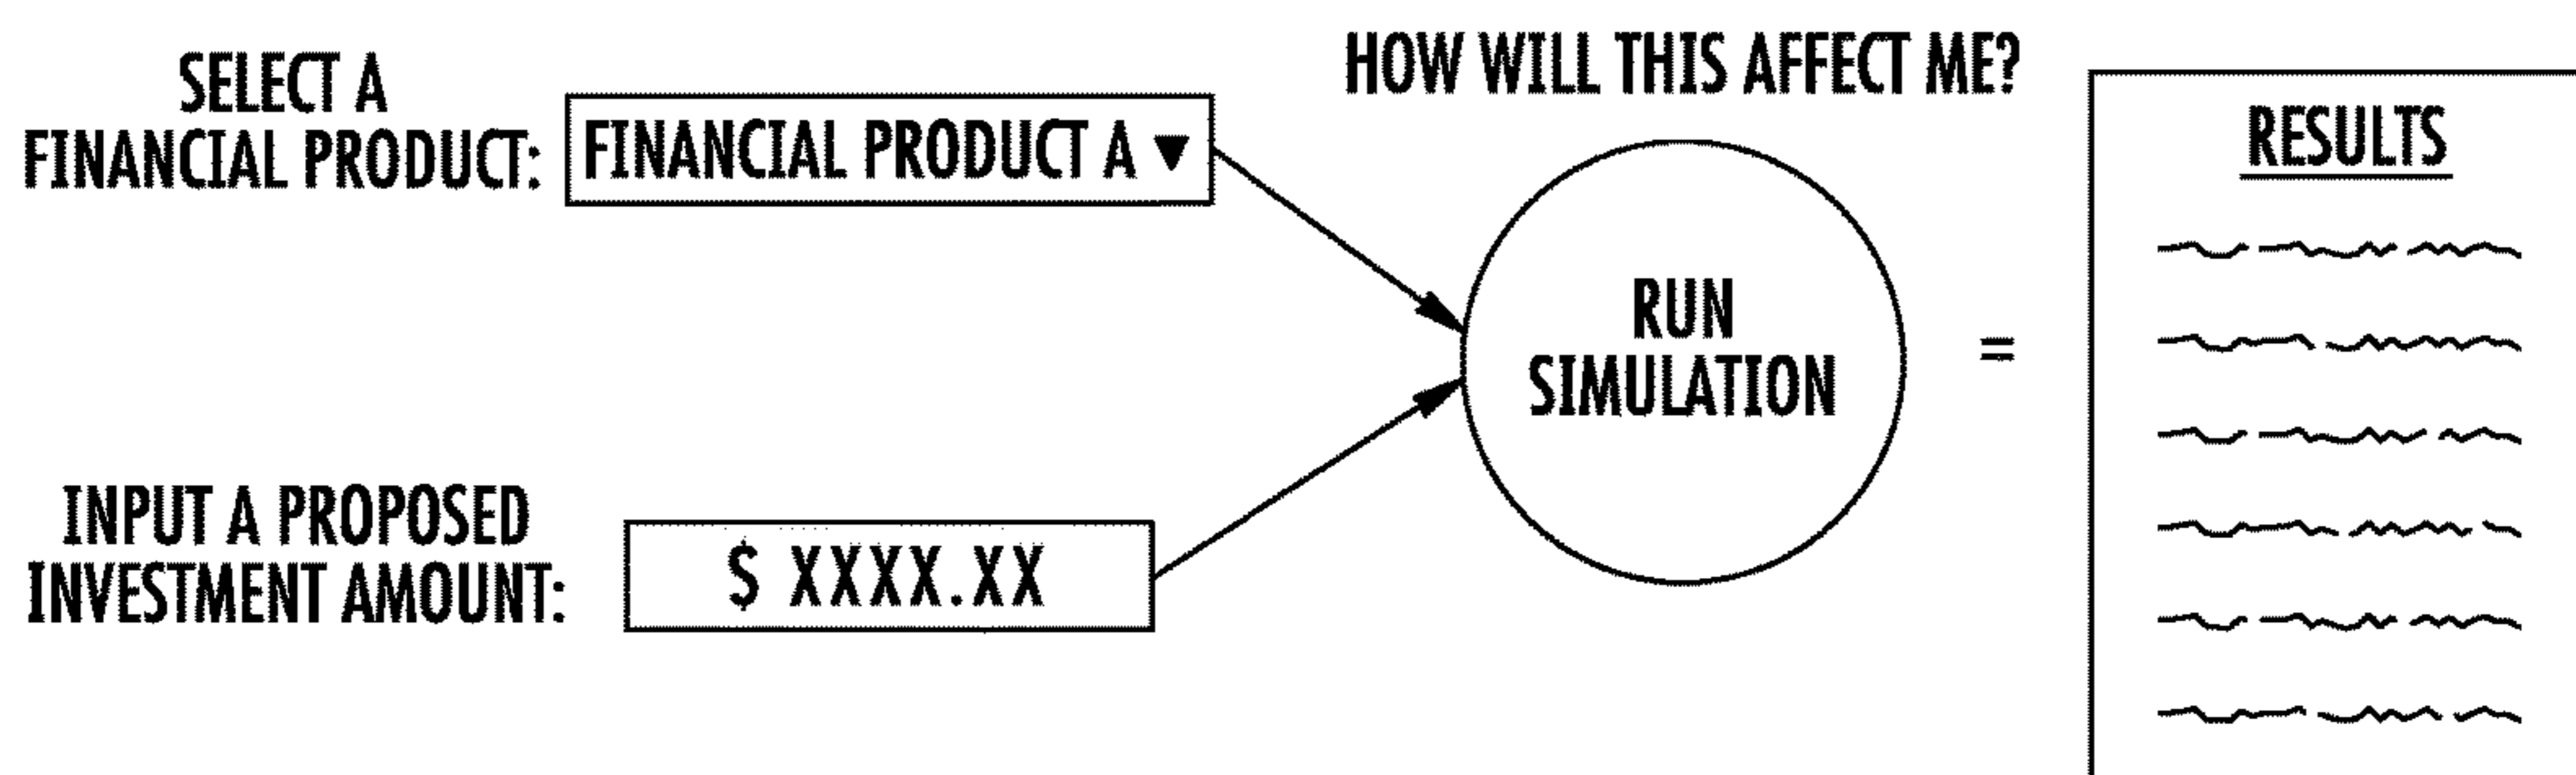 SELECT A
FINANCIAL PRODUCT:
FINANCIAL PRODUCT A ▼
HOW WILL THIS AFFECT ME?
RUN
SIMULATION
=
RESULTS
INPUT A PROPOSED
INVESTMENT AMOUNT:
$ XXXX.XX